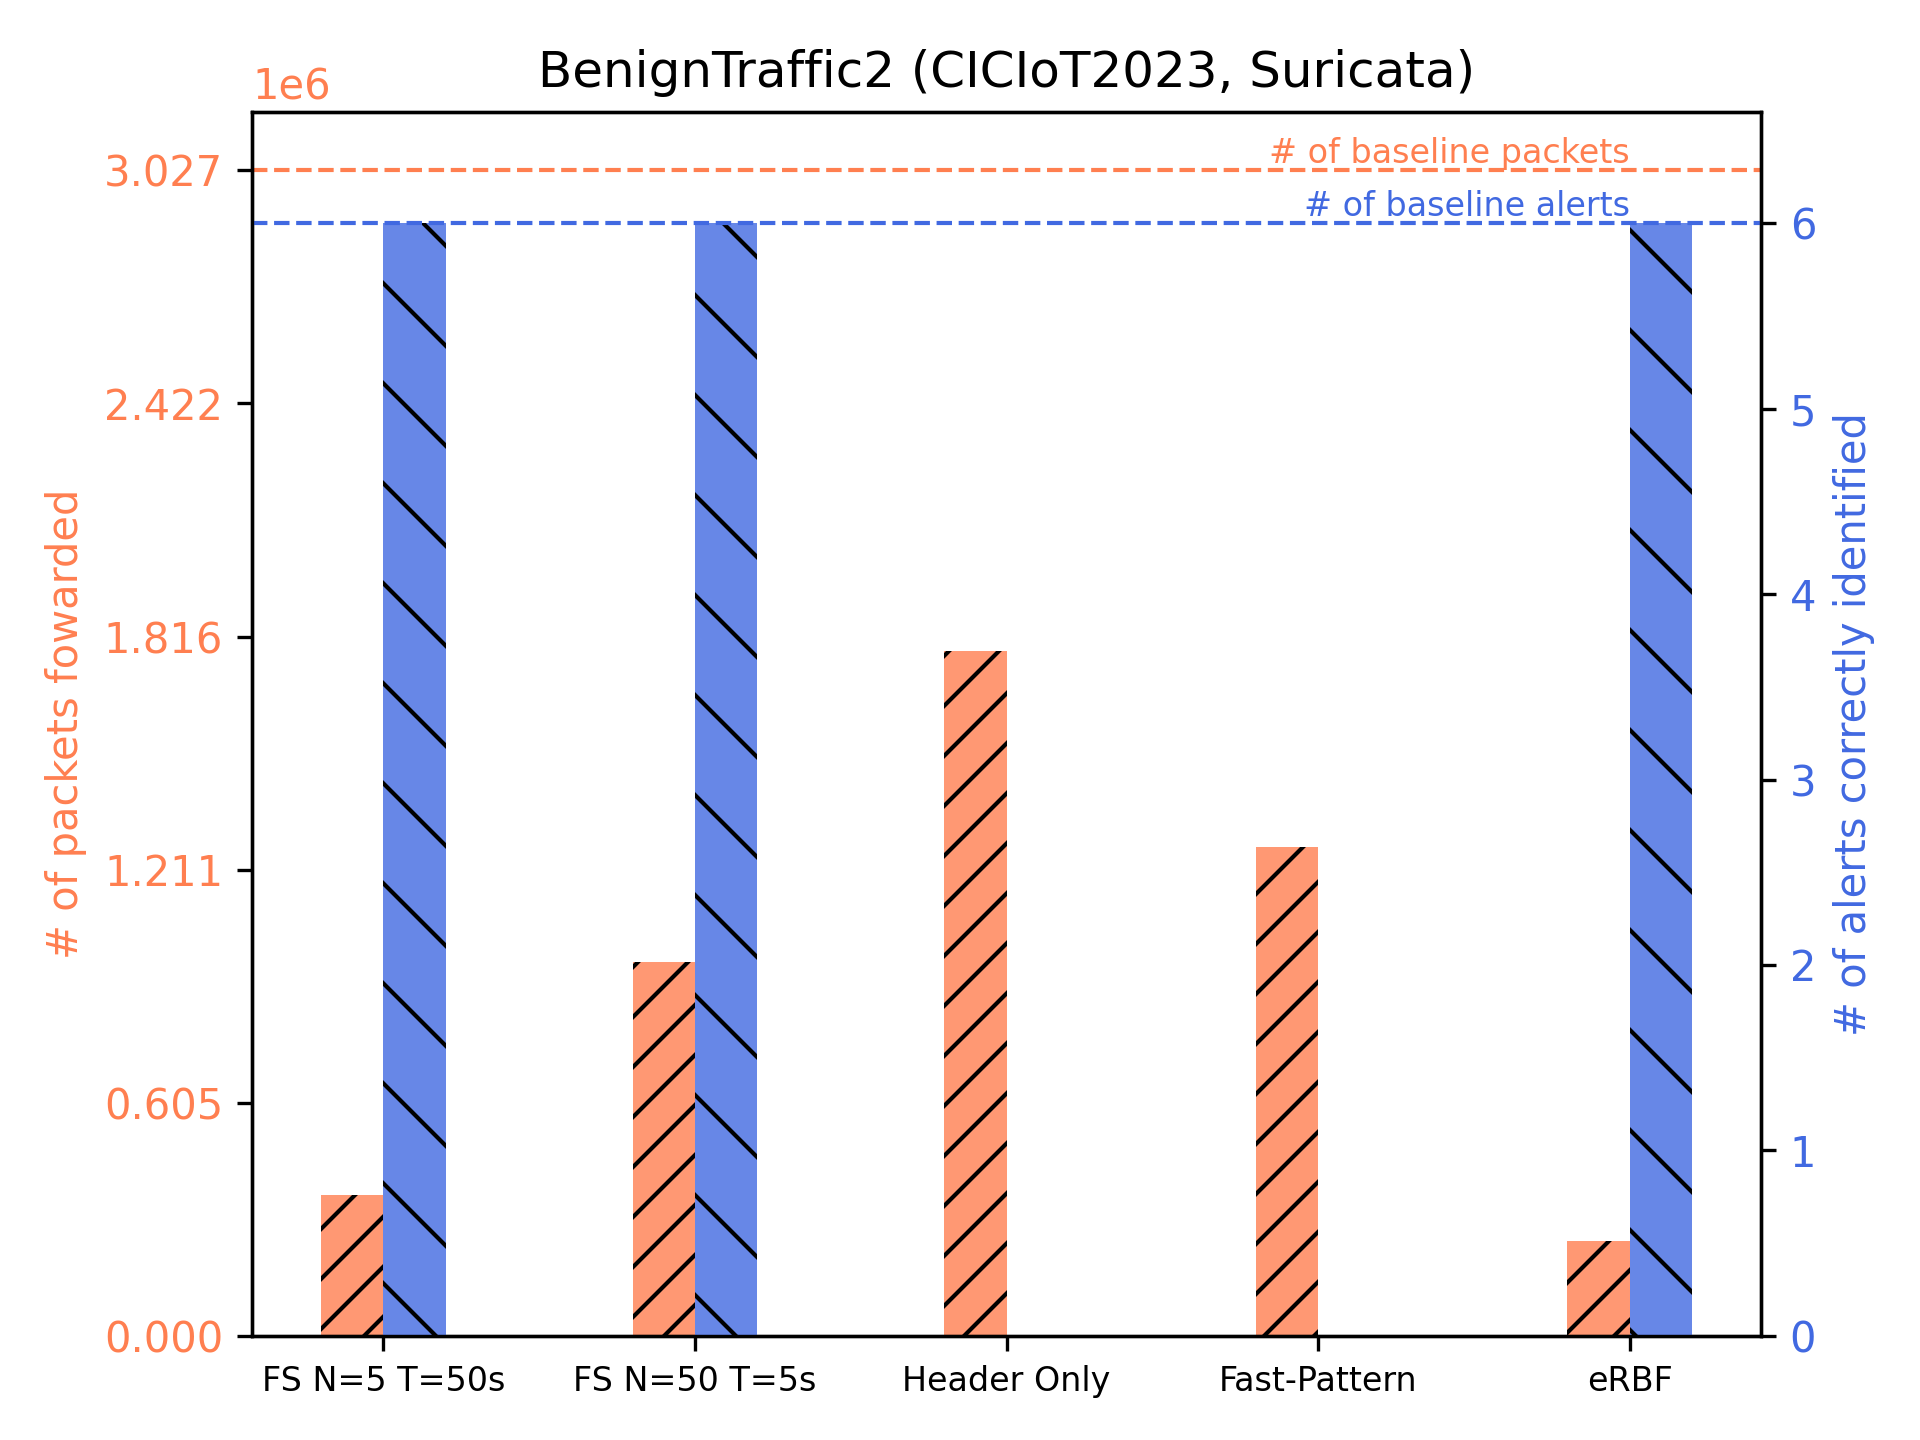 BenignTraffic2 (CICIoT2023, Suricata)
1e6
# of baseline packets
# of baseline alerts
3.027
2.422
1.816
1.211
0.605
0.000
# of packets fowarded
6
5
4
3
2
1
0
# of alerts correctly identified
FS N=5 T=50s
FS N=50 T=5s
Header Only
Fast-Pattern
eRBF